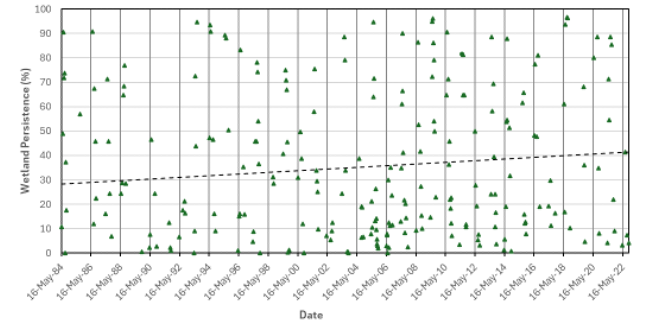 100
90
80
70
60
50
40
30
20
10
0
Wetland Persistence (%)
16-May-84
16-May-86
16-May-88
16-May-90
16-May-92
16-May-94
16-May-96
16-May-98
16-May-00
16-May-02
16-May-04
16-May-06
16-May-08
16-May-10
16-May-12
16-May-14
16-May-16
16-May-18
16-May-20
16-May-22
Date